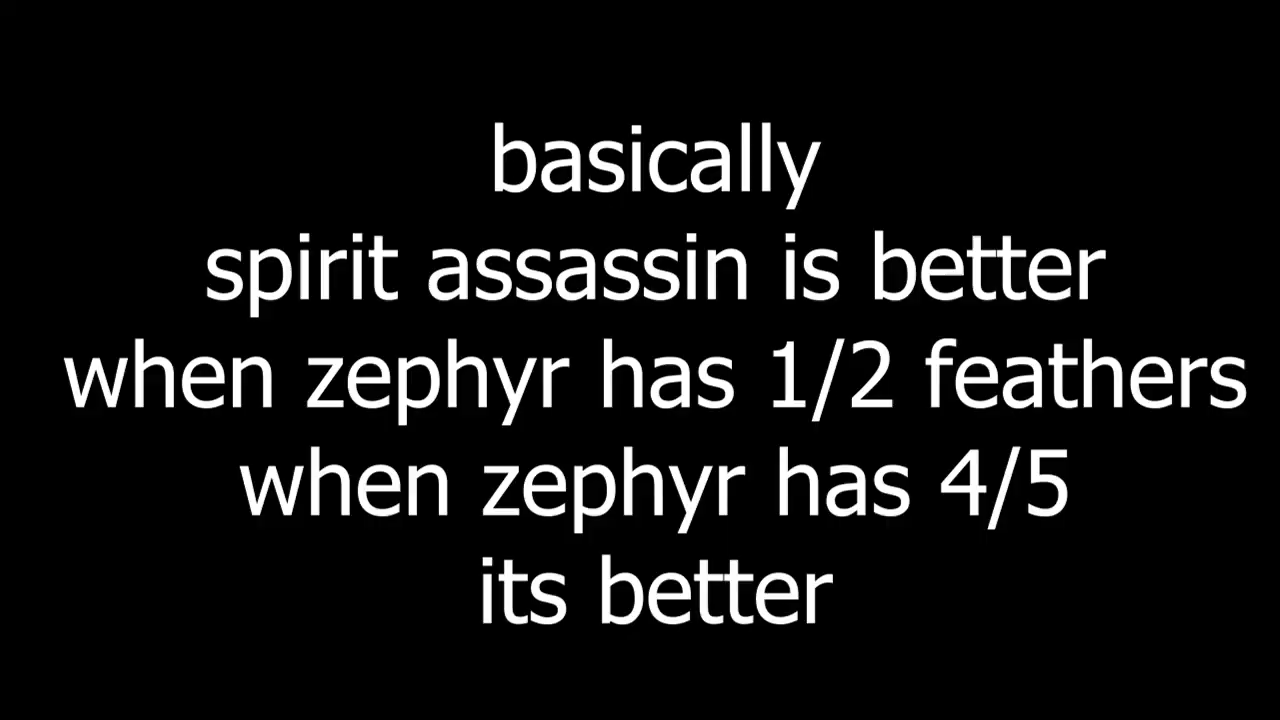 basically
spirit assassin is better
when zephyr has 1/2 feathers
when zephyr has 4/5
its better